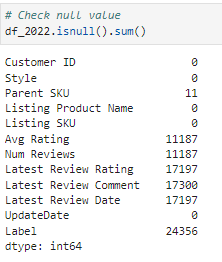 # Check null value
df_2022.isnull().sum()
Customer ID 0
Style 0
Parent SKU 11
Listing Product Name 0
Listing SKU 0
Avg Rating 11187
Num Reviews 11187
Latest Review Rating 17197
Latest Review Comment 17300
Latest Review Date 17197
UpdateDate 0
Label 24356
dtype: int64